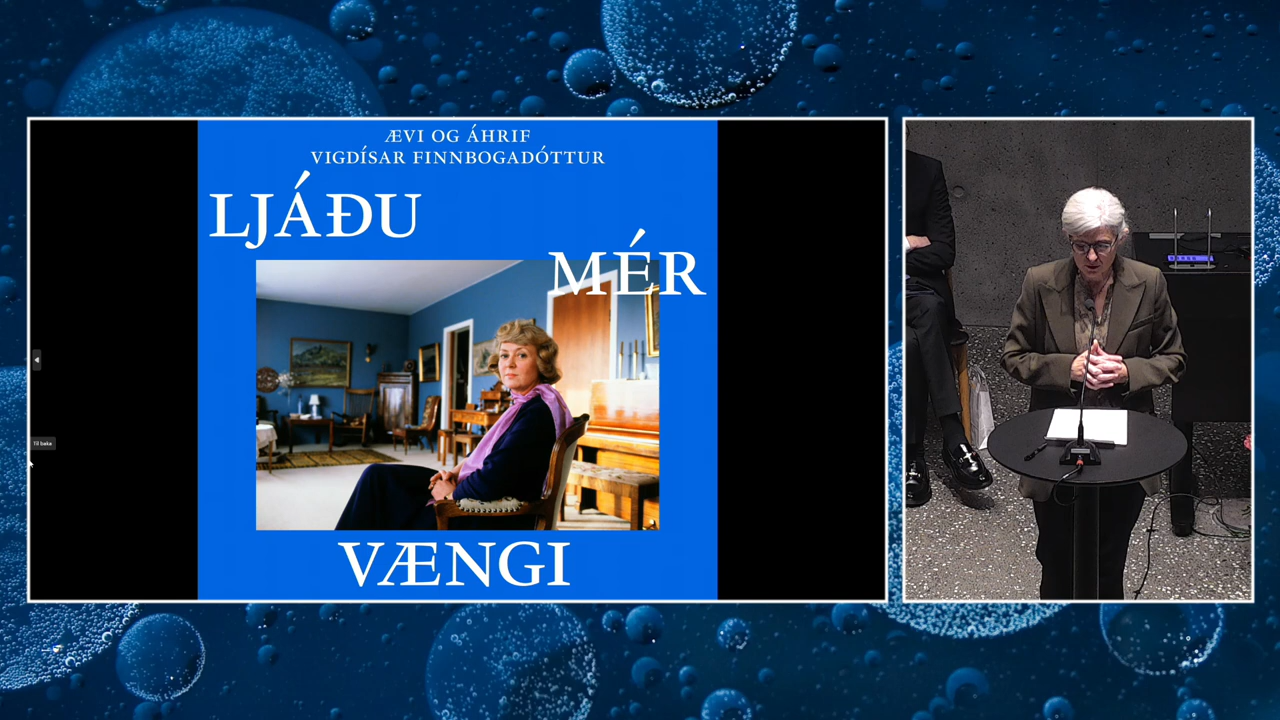 ÆVI OG ÁHRIF
VIGDÍSAR FINNBOGADÓTTUR
LJÁÐU
MÉR
VÆNGI
Til baka